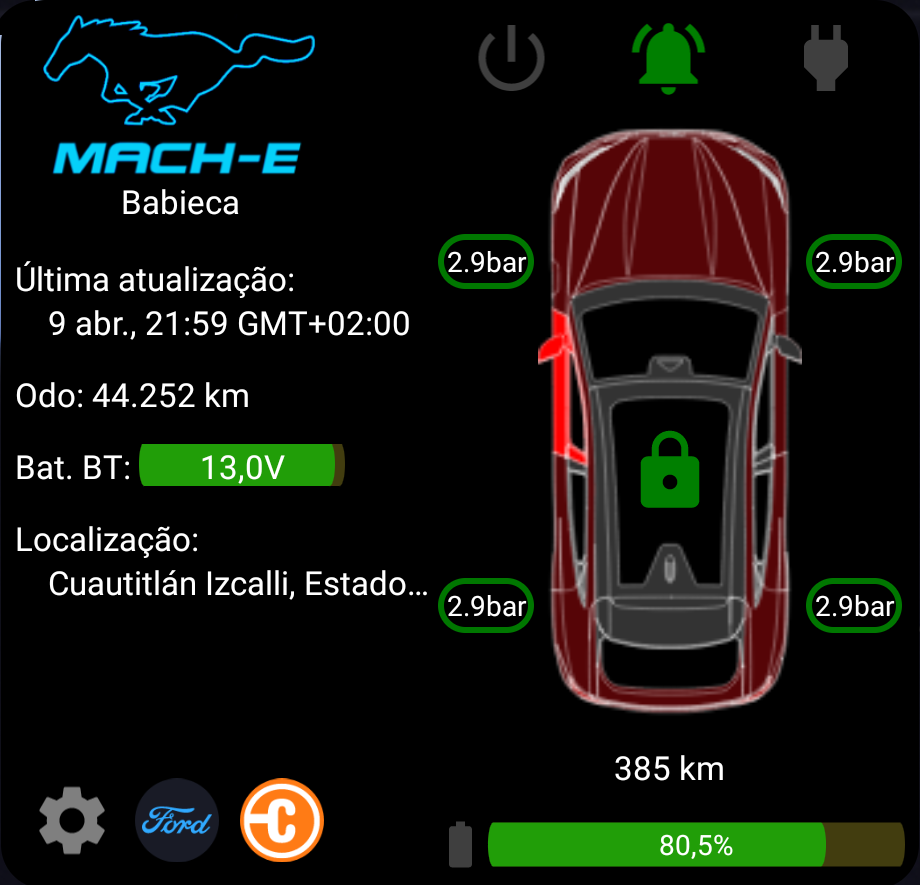 MACH-E
Babieca
Última atualização:
9 abr., 21:59 GMT+02:00
Odo: 44.252 km
Bat. BT: 13,0V
Localização:
Cuautitlán Izcalli, Estado...
2.9bar
2.9bar
2.9bar
2.9bar
385 km
80,5%
Ford
C